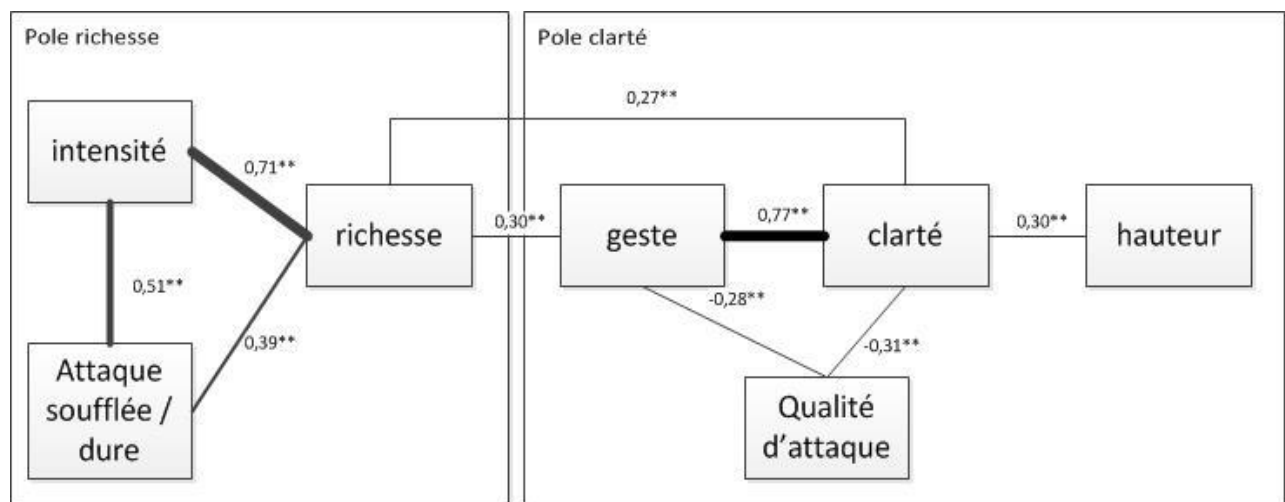 Pole richesse
intensité
0,71**
0,51**
Attaque
soufflée /
dure
0,39**
richesse
0,30**
Pole clarté
0,27**
geste
0,77**
clarté
0,30**
hauteur
-0,28**
-0,31**
Qualité
d’attaque